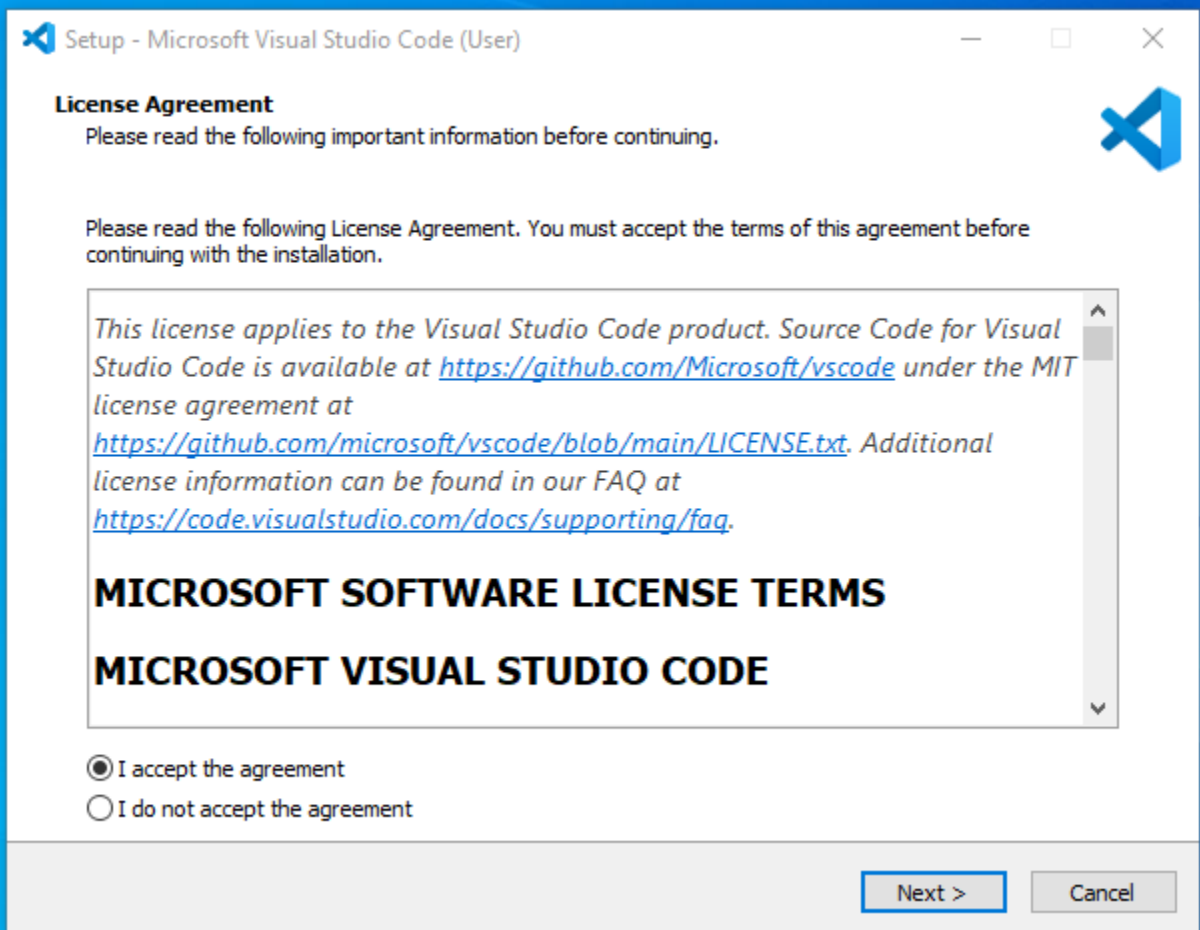 Setup - Microsoft Visual Studio Code (User)
License Agreement
Please read the following important information before continuing.
Please read the following License Agreement. You must accept the terms of this agreement before
continuing with the installation.
This license applies to the Visual Studio Code product. Source Code for Visual
Studio Code is available at https://github.com/Microsoft/vscode under the MIT
license agreement at
https://github.com/microsoft/vscode/blob/main/LICENSE.txt. Additional
license information can be found in our FAQ at
https://code.visualstudio.com/docs/supporting/faq.
MICROSOFT SOFTWARE LICENSE TERMS
MICROSOFT VISUAL STUDIO CODE
I accept the agreement
I do not accept the agreement
Next >
Cancel